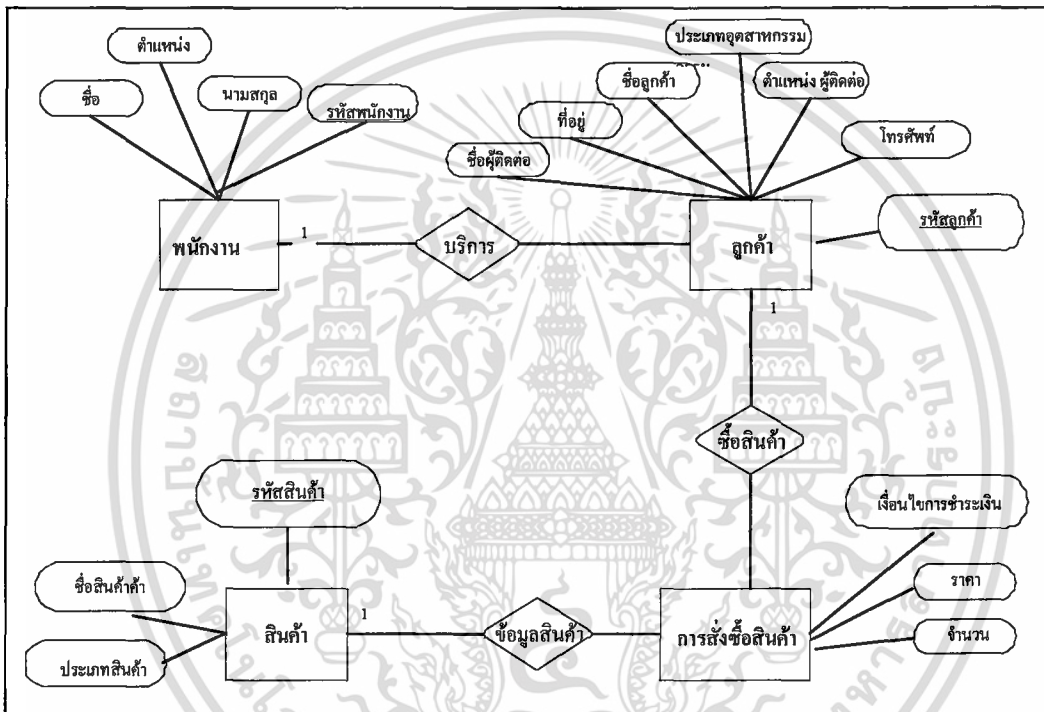 ประเภทอุตสาหกรรม
ตำแหน่ง
ชื่อลูกค้า
ตำแหน่ง ผู้ติดต่อ
ชื่อ
นามสกุล
รหัสพนักงาน
ที่อยู่
โทรศัพท์
ชื่อผู้ติดต่อ
รหัสลูกค้า
พนักงาน
1
บริการ
ลูกค้า
1
ซื้อสินค้า
รหัสสินค้า
เงื่อนไขการชำระเงิน
ชื่อสินค้าค้า
ราคา
1
สินค้า
ข้อมูลสินค้า
การสั่งซื้อสินค้า
จำนวน
ประเภทสินค้า